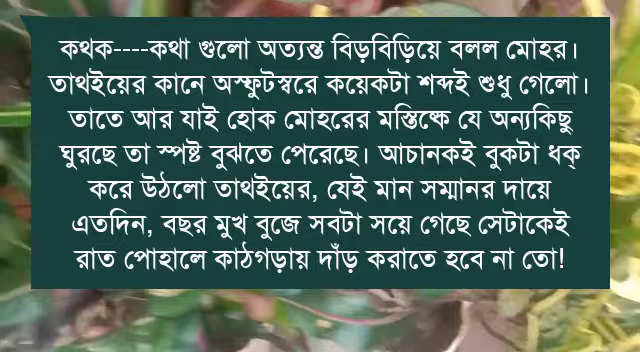 কথক----কথা গুলো অত্যন্ত বিড়বিড়িয়ে বলল মোহর।
তাথইয়ের কানে অস্ফুটস্বরে কয়েকটা শব্দই শুধু গেলো।
তাতে আর যাই হোক মোহরের মস্তিষ্কে যে অন্যকিছু
ঘুরছে তা স্পষ্ট বুঝতে পেরেছে। আচানকই বুকটা ধক্
করে উঠলো তাথইয়ের, যেই মান সম্মানর দায়ে
এতদিন, বছর মুখ বুজে সবটা সয়ে গেছে সেটাকেই
রাত পোহালে কাঠগড়ায় দাঁড় করাতে হবে না তো!